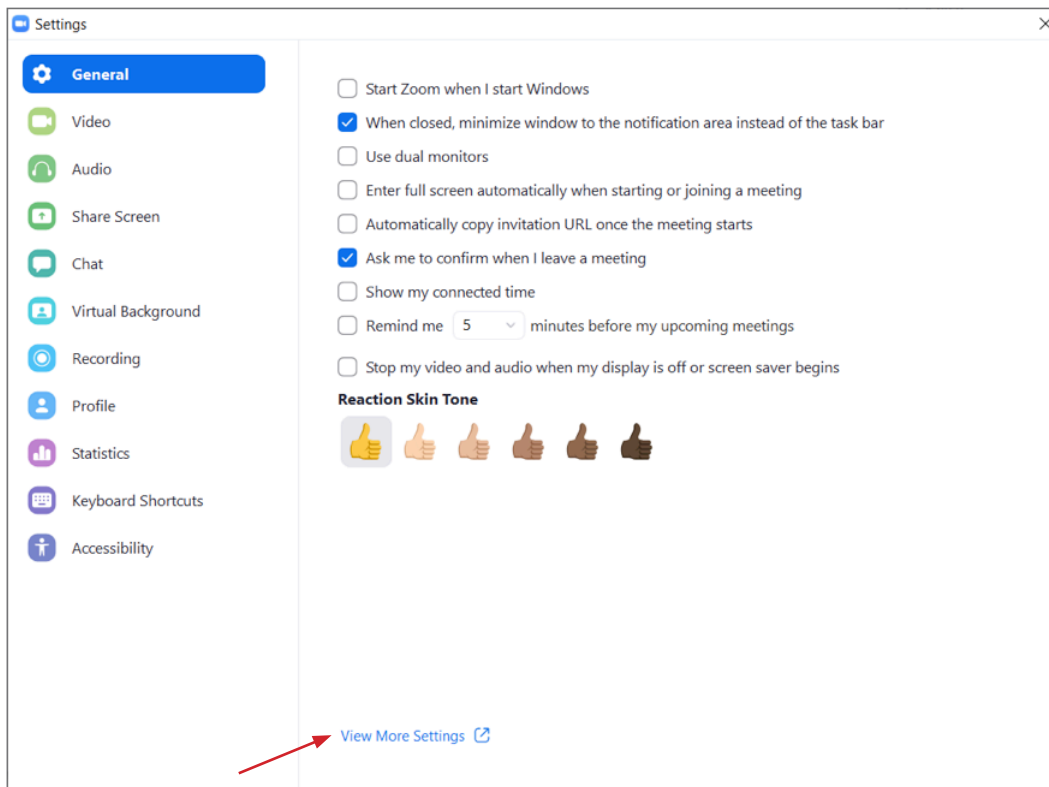 Settings
General
Video
Audio
Share Screen
Chat
Virtual Background
Recording
Profile
Statistics
Keyboard Shortcuts
Accessibility
Start Zoom when I start Windows
When closed, minimize window to the notification area instead of the task bar
Use dual monitors
Enter full screen automatically when starting or joining a meeting
Automatically copy invitation URL once the meeting starts
Ask me to confirm when I leave a meeting
Show my connected time
Remind me 5 minutes before my upcoming meetings
Stop my video and audio when my display is off or screen saver begins
Reaction Skin Tone
View More Settings